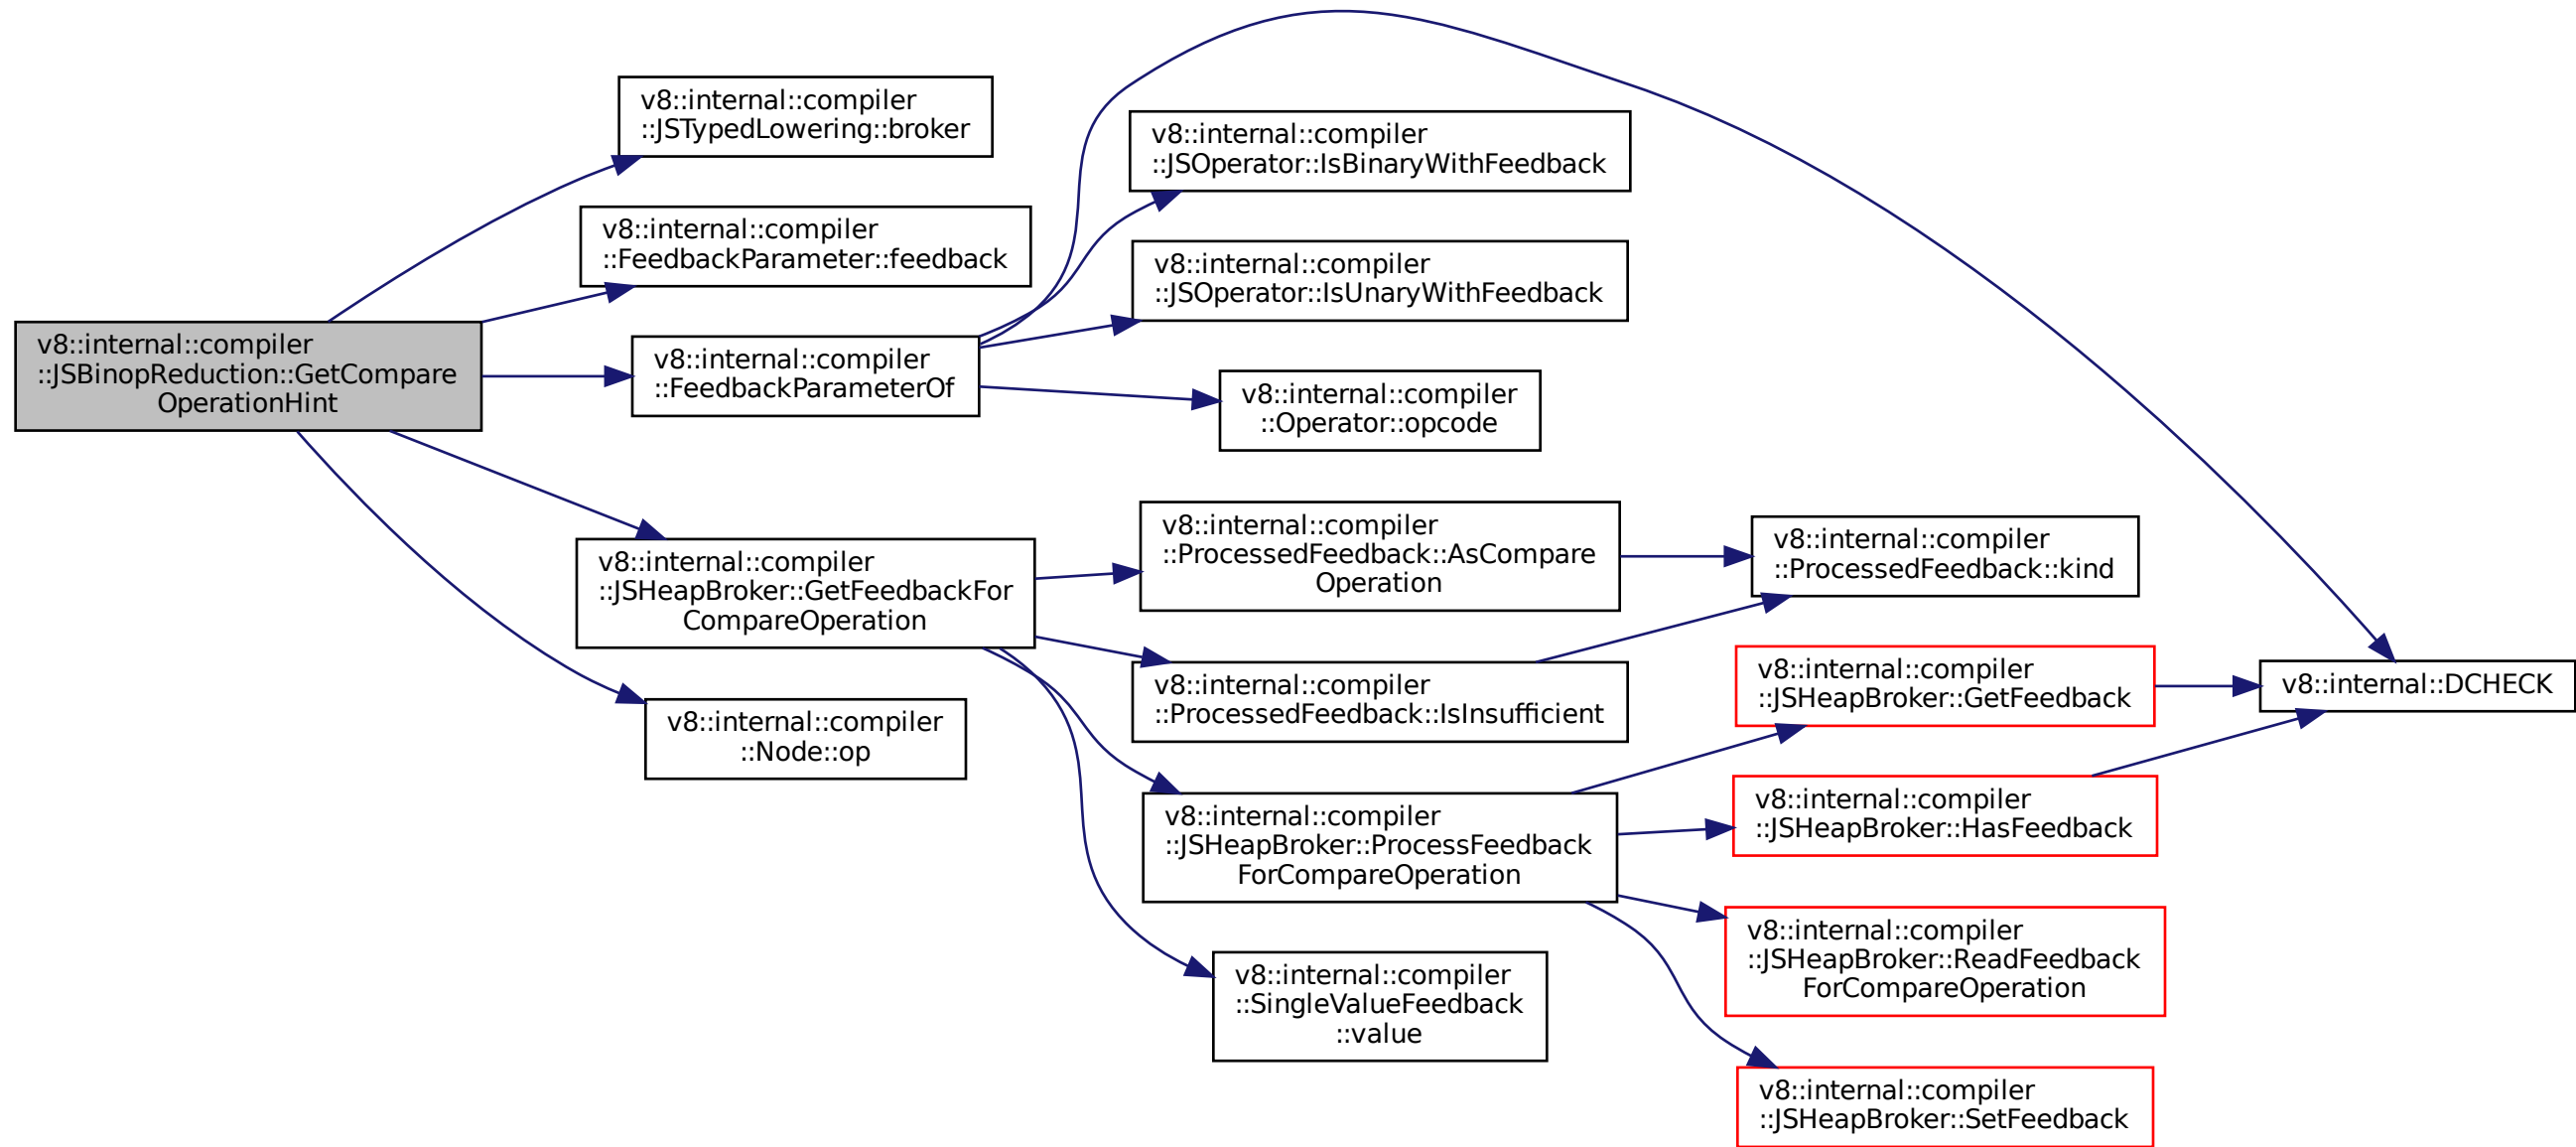 v8::internal::compiler
::JSBinopReduction::GetCompare
OperationHint
v8::internal::compiler
::JSTypedLowering::broker
v8::internal::compiler
::FeedbackParameter::feedback
v8::internal::compiler
::FeedbackParameterOf
v8::internal::compiler
::JSHeapBroker::GetFeedbackFor
CompareOperation
v8::internal::compiler
::Node::op
v8::internal::compiler
::JSOperator::IsBinaryWithFeedback
v8::internal::compiler
::JSOperator::IsUnaryWithFeedback
v8::internal::compiler
::Operator::opcode
v8::internal::compiler
::ProcessedFeedback::AsCompare
Operation
v8::internal::compiler
::ProcessedFeedback::IsInsufficient
v8::internal::compiler
::JSHeapBroker::ProcessFeedback
ForCompareOperation
v8::internal::compiler
::SingleValueFeedback
::value
v8::internal::compiler
::ProcessedFeedback::kind
v8::internal::compiler
::JSHeapBroker::GetFeedback
v8::internal::compiler
::JSHeapBroker::HasFeedback
v8::internal::compiler
::JSHeapBroker::ReadFeedback
ForCompareOperation
v8::internal::compiler
::JSHeapBroker::SetFeedback
v8::internal::DCHECK